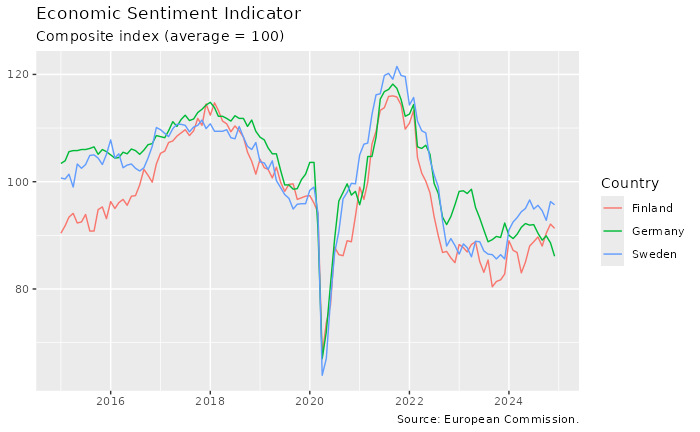 Economic Sentiment Indicator
Composite index (average = 100)
120
100
80
2016 2018 2020 2022 2024
Country
Finland
Germany
Sweden
Source: European Commission.